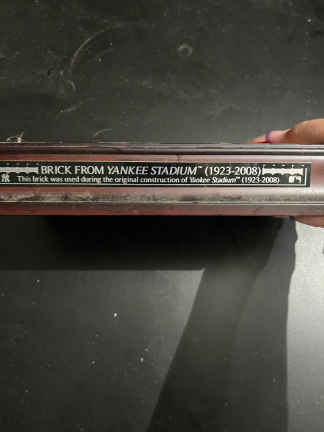 BRICK FROM YANKEE STADIUM™ (1923-2008)
This brick was used during the original construction of Yankee Stadium™ (1923-2008)